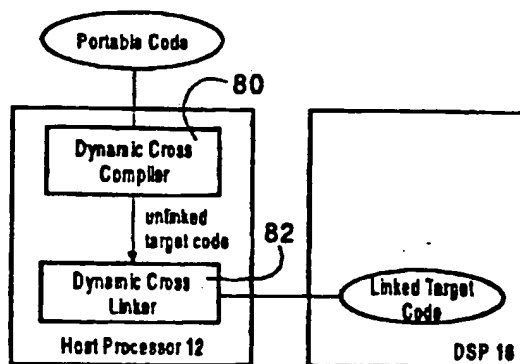 Portable Code
80
Dynamic Cross
Compiler
unlinked
target code
82
Dynamic Cross
Linker
Linked Target
Code
Host Processor 12
DSP 18